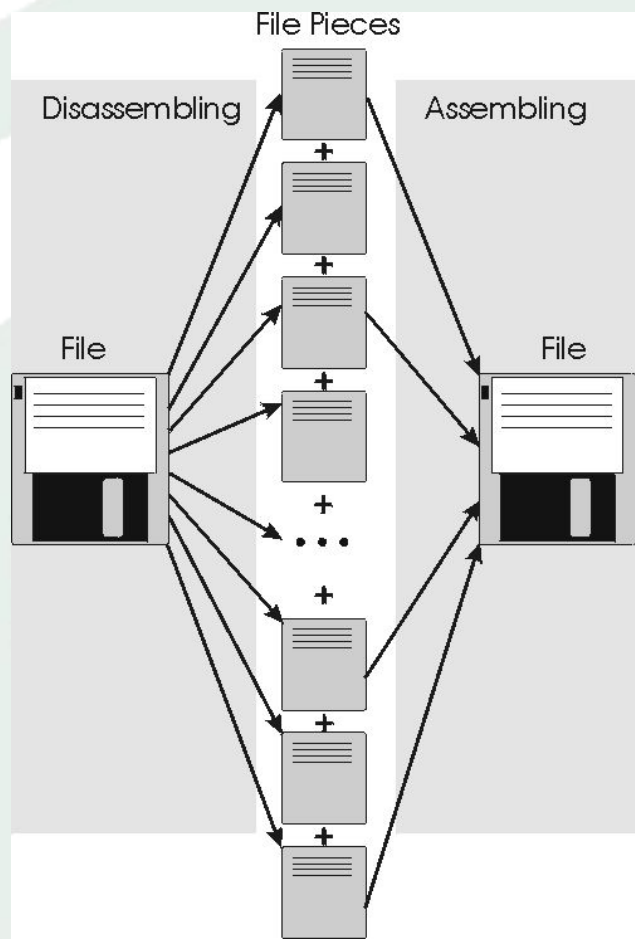 File Pieces
Disassembling
Assembling
+
+
+
File
File
+
...
+
+
+